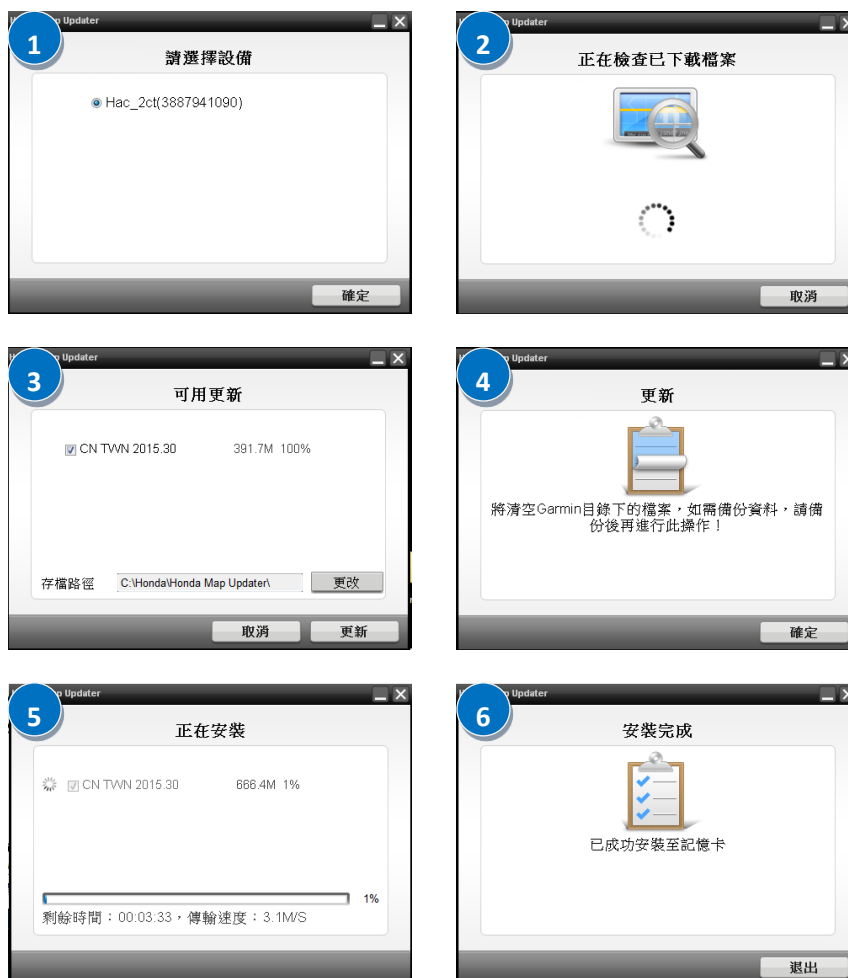 1
p Updater
請選擇設備
Hac_2ct(3887941090)
確定
2
p Updater
正在檢查已下載檔案
取消
3
p Updater
可用更新
CN TWN 2015.30 391.7M 100%
存檔路徑 C:\Honda\Honda Map Updater\ 更改
取消 更新
4
p Updater
更新
將清空Garmin目錄下的檔案，如需備份資料，請備
份後再進行此操作！
確定
5
p Updater
正在安裝
CN TWN 2015.30 666.4M 1%
1%
剩餘時間：00:03:33，傳輸速度：3.1M/S
6
p Updater
安裝完成
已成功安裝至記憶卡
退出